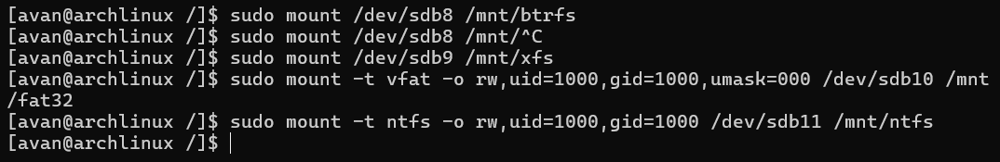 [avan@archlinux /]$ sudo mount /dev/sdb8 /mnt/btrfs
[avan@archlinux /]$ sudo mount /dev/sdb8 /mnt/^C
[avan@archlinux /]$ sudo mount /dev/sdb9 /mnt/xfs
[avan@archlinux /]$ sudo mount -t vfat -o rw,uid=1000,gid=1000,umask=000 /dev/sdb10 /mnt
/fat32
[avan@archlinux /]$ sudo mount -t ntfs -o rw,uid=1000,gid=1000 /dev/sdb11 /mnt/ntfs
[avan@archlinux /]$